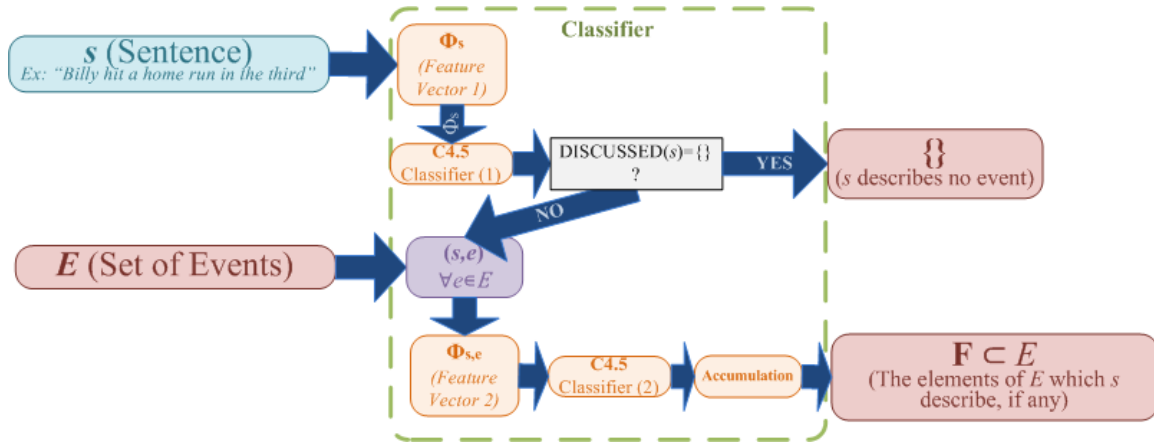 Classifier
s (Sentence)
Ex: “Billy hit a home run in the third”
Φs
(Feature
Vector 1)
Φs
C4.5
Classifier (1)
DISCUSSED(s)={}
?
YES
{}
(s describes no event)
NO
E (Set of Events)
(s,e)
∀e∈E
Φs,e
(Feature
Vector 2)
C4.5
Classifier (2)
Accumulation
F ⊂ E
(The elements of E which s
describe, if any)